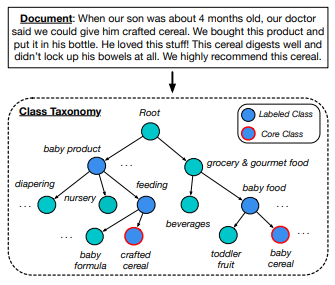 Document: When our son was about 4 months old, our doctor
said we could give him crafted cereal. We bought this product and
put it in his bottle. He loved this stuff! This cereal digests well and
didn't lock up his bowels at all. We highly recommend this cereal.
Class Taxonomy
Root
Labeled Class
Core Class
baby product
...
grocery & gourmet food
diapering
nursery
feeding
baby food
...
...
beverages
...
baby
formula
crafted
cereal
toddler
fruit
baby
cereal
...